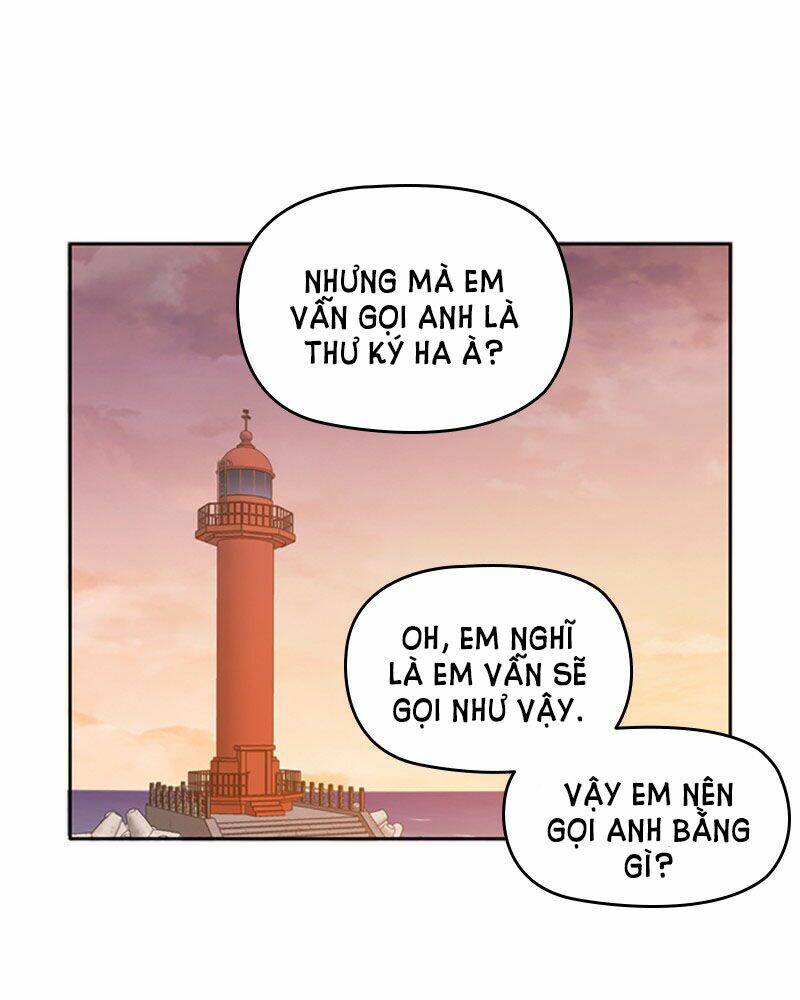 NHƯNG MÀ EM
VẪN GỌI ANH LÀ
THƯ KÝ HA À?
OH, EM NGHĨ
LÀ EM VẪN SẼ
GỌI NHƯ VẬY.
VẬY EM NÊN
GỌI ANH BẰNG
GÌ?